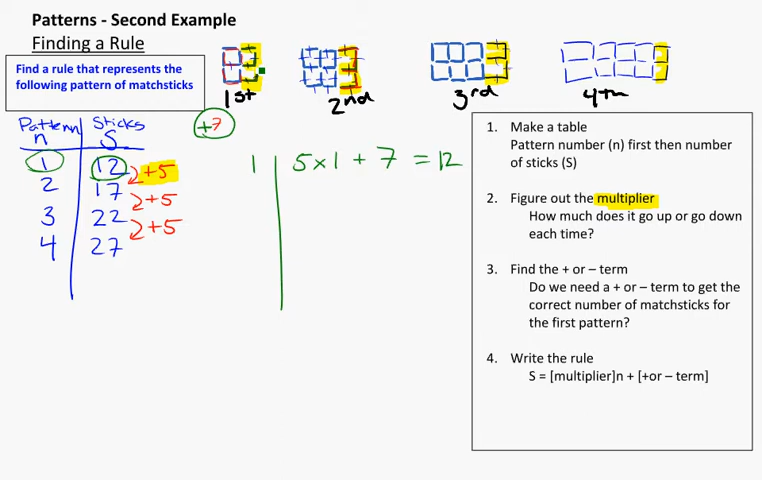 Patterns - Second Example
Finding a Rule
Find a rule that represents the
following pattern of matchsticks
1st
2nd
3rd
4th
Pattern Sticks
n S
+7
1 12 +5
2 17 +5
3 22 +5
4 27
1 5 × 1 + 7 = 12
1. Make a table
Pattern number (n) first then number
of sticks (S)
2. Figure out the multiplier
How much does it go up or go down
each time?
3. Find the + or – term
Do we need a + or – term to get the
correct number of matchsticks for
the first pattern?
4. Write the rule
S = [multiplier]n + [+or – term]